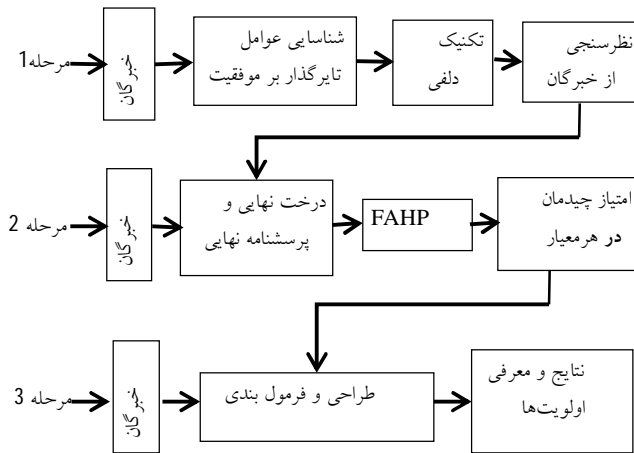 مرحله1
خبرگان
شناسایی عوامل
تایرگذار بر موفقیت
تکنیک
دلفی
نظرسنجی
از خبرگان
مرحله 2
خبرگان
درخت نهایی و
پرسشنامه نهایی
FAHP
امتیاز چیدمان
در هرمعیار
مرحله 3
خبرگان
طراحی و فرمول بندی
نتایج و معرفی
اولویت‌ها